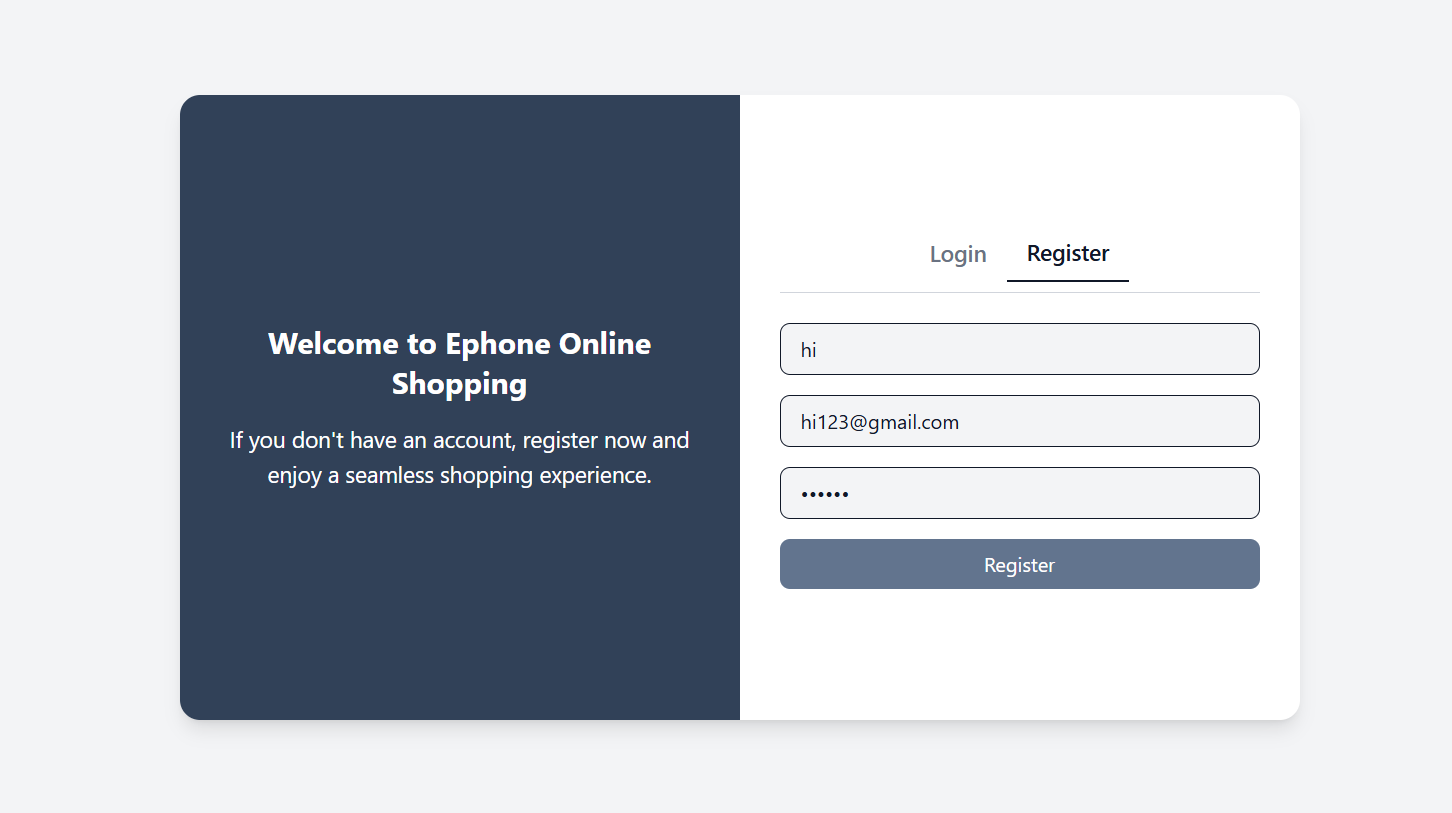 Welcome to Ephone Online
Shopping
If you don't have an account, register now and
enjoy a seamless shopping experience.
Login
Register
hi
hi123@gmail.com
••••••
Register